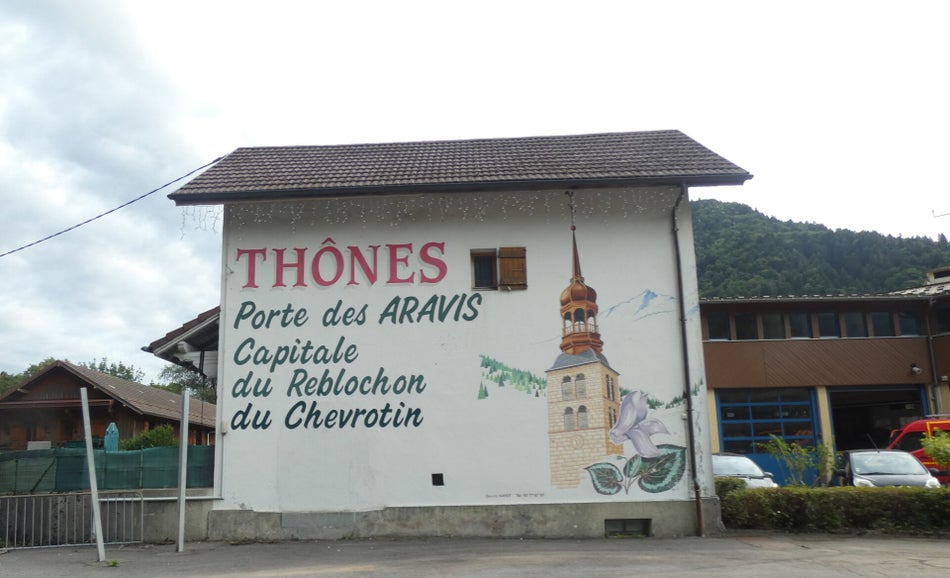 THÔNES
Porte des ARAVIS
Capitale
du Reblochon
du Chevrotin